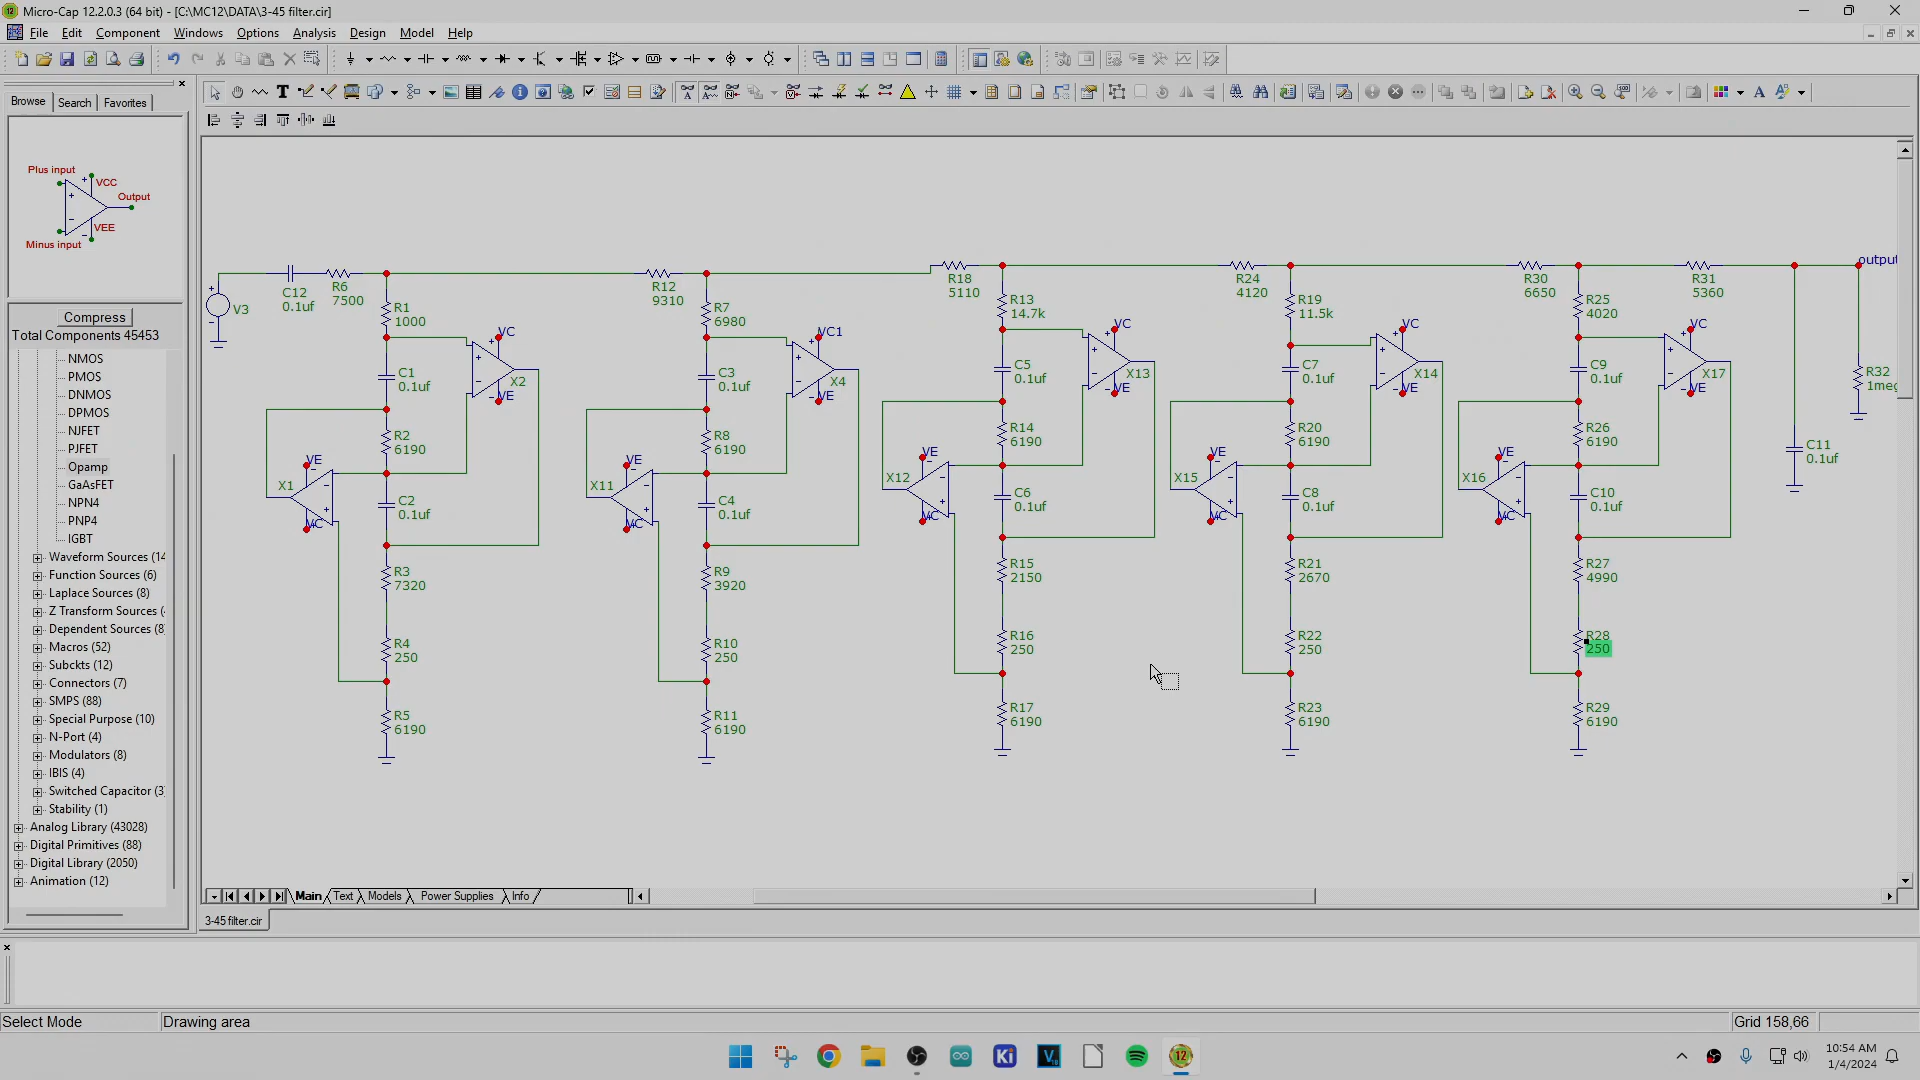 Micro-Cap 12.2.0.3 (64 bit) - [C:\MC12\DATA\3-45 filter.cir]
File Edit Component Windows Options Analysis Design Model Help
Browse Search Favorites
Plus input
VCC
Output
VEE
Minus input
Compress
Total Components 45453
NMOS
PMOS
DNMOS
DPMOS
NJFET
PJFET
Opamp
GaAsFET
NPN4
PNP4
IGBT
Waveform Sources (14
Function Sources (6)
Laplace Sources (8)
Z Transform Sources (
Dependent Sources (8
Macros (52)
Subckts (12)
Connectors (7)
SMPS (88)
Special Purpose (10)
N-Port (4)
Modulators (8)
IBIS (4)
Switched Capacitor (3
Stability (1)
Analog Library (43028)
Digital Primitives (88)
Digital Library (2050)
Animation (12)
V3
C12
0.1uf
R6
7500
R1
1000
VC
X2
VE
C1
0.1uf
R2
6190
VE
X1
VC
C2
0.1uf
R3
7320
R4
250
R5
6190
R12
9310
R7
6980
VC1
X4
VE
C3
0.1uf
R8
6190
VE
X11
VC
C4
0.1uf
R9
3920
R10
250
R11
6190
R18
5110
R13
14.7k
VC
X13
VE
C5
0.1uf
R14
6190
VE
X12
VC
C6
0.1uf
R15
2150
R16
250
R17
6190
R24
4120
R19
11.5k
VC
X14
VE
C7
0.1uf
R20
6190
VE
X15
VC
C8
0.1uf
R21
2670
R22
250
R23
6190
R30
6650
R25
4020
VC
X17
VE
C9
0.1uf
R26
6190
VE
X16
VC
C10
0.1uf
R27
4990
R28
250
R29
6190
R31
5360
output
R32
1meg
C11
0.1uf
Main Text Models Power Supplies Info
3-45 filter.cir
Select Mode Drawing area Grid 158,66
10:54 AM
1/4/2024